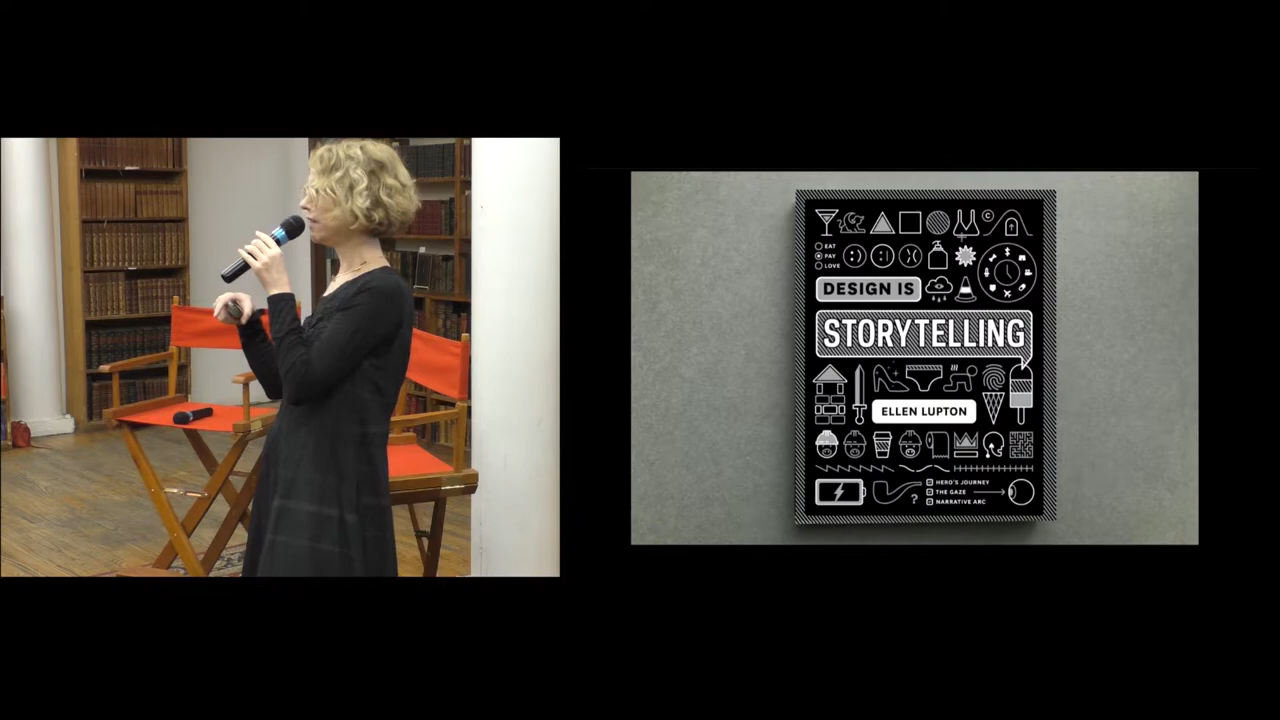 ©
EAT
PAY
LOVE
DESIGN IS
STORYTELLING
ELLEN LUPTON
?
HERO'S JOURNEY
THE GAZE
NARRATIVE ARC